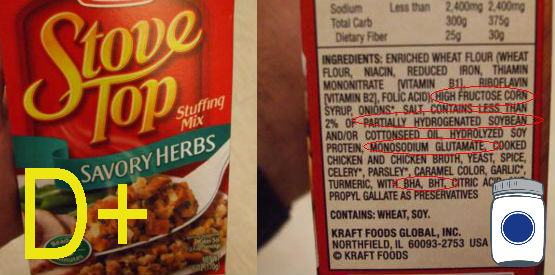 Stove
Top
Stuffing
Mix
SAVORY HERBS
D+
Sodium Less than 2,400mg 2,400mg
Total Carb 300g 375g
Dietary Fiber 25g 30g
INGREDIENTS: ENRICHED WHEAT FLOUR (WHEAT
FLOUR, NIACIN, REDUCED IRON, THIAMIN
MONONITRATE [VITAMIN B1], RIBOFLAVIN
[VITAMIN B2], FOLIC ACID), HIGH FRUCTOSE CORN
SYRUP, ONIONS*, SALT, CONTAINS LESS THAN
2% OF PARTIALLY HYDROGENATED SOYBEAN
AND/OR COTTONSEED OIL, HYDROLYZED SOY
PROTEIN, MONOSODIUM GLUTAMATE, COOKED
CHICKEN AND CHICKEN BROTH, YEAST, SPICE,
CELERY*, PARSLEY*, CARAMEL COLOR, GARLIC*,
TURMERIC, WITH BHA, BHT, CITRIC ACID
PROPYL GALLATE AS PRESERVATIVES
CONTAINS: WHEAT, SOY.
KRAFT FOODS GLOBAL, INC.
NORTHFIELD, IL 60093-2753 USA
© KRAFT FOODS